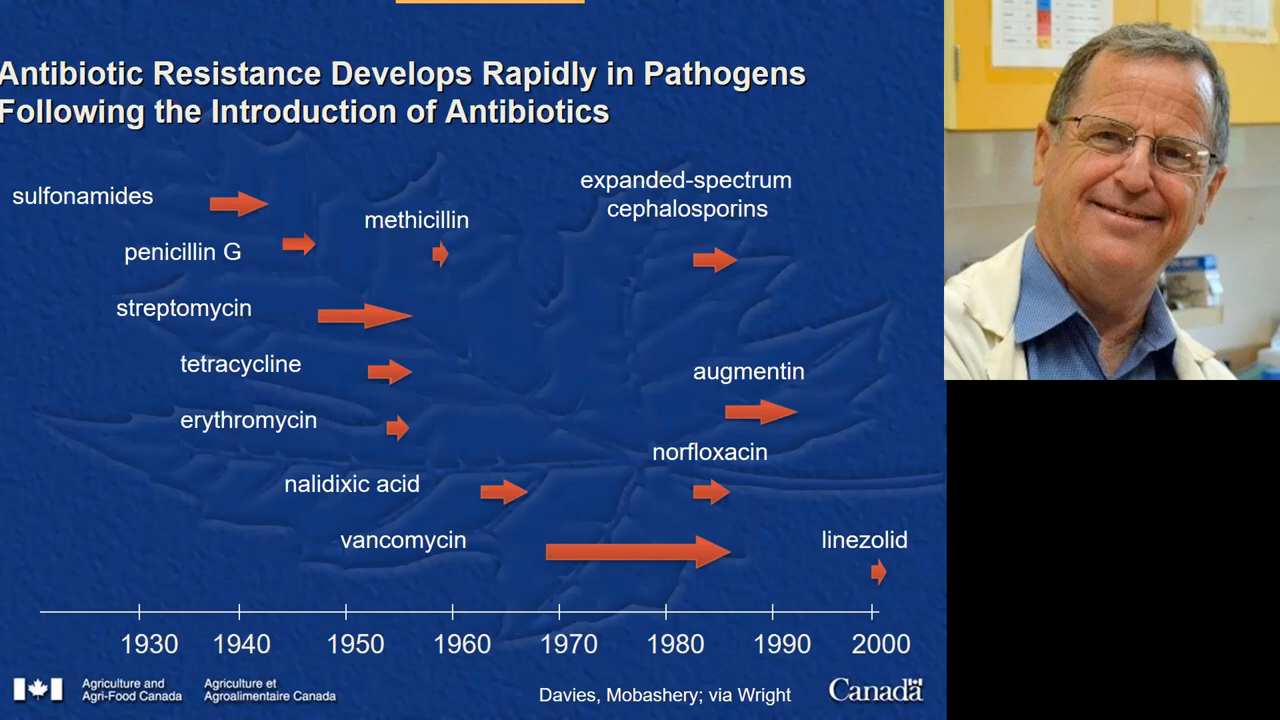 Antibiotic Resistance Develops Rapidly in Pathogens
Following the Introduction of Antibiotics
sulfonamides
expanded-spectrum
cephalosporins
methicillin
penicillin G
streptomycin
tetracycline
augmentin
erythromycin
norfloxacin
nalidixic acid
vancomycin
linezolid
1930 1940 1950 1960 1970 1980 1990 2000
Agriculture and
Agri-Food Canada
Agriculture et
Agroalimentaire Canada
Davies, Mobashery; via Wright
Canada